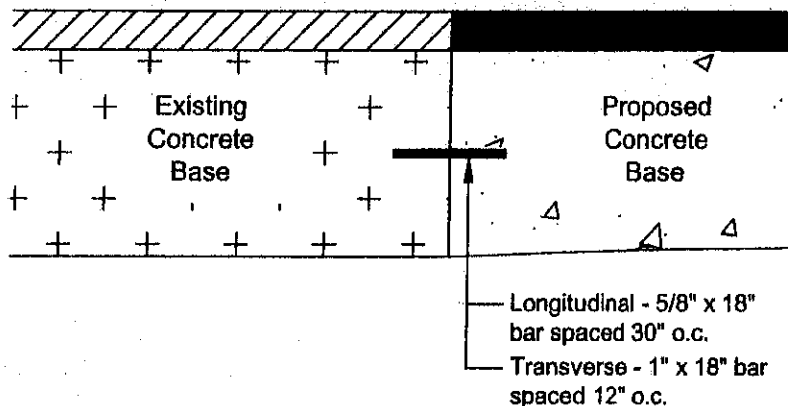 Existing
Concrete
Base
Proposed
Concrete
Base
Longitudinal - 5/8" x 18"
bar spaced 30" o.c.
Transverse - 1" x 18" bar
spaced 12" o.c.